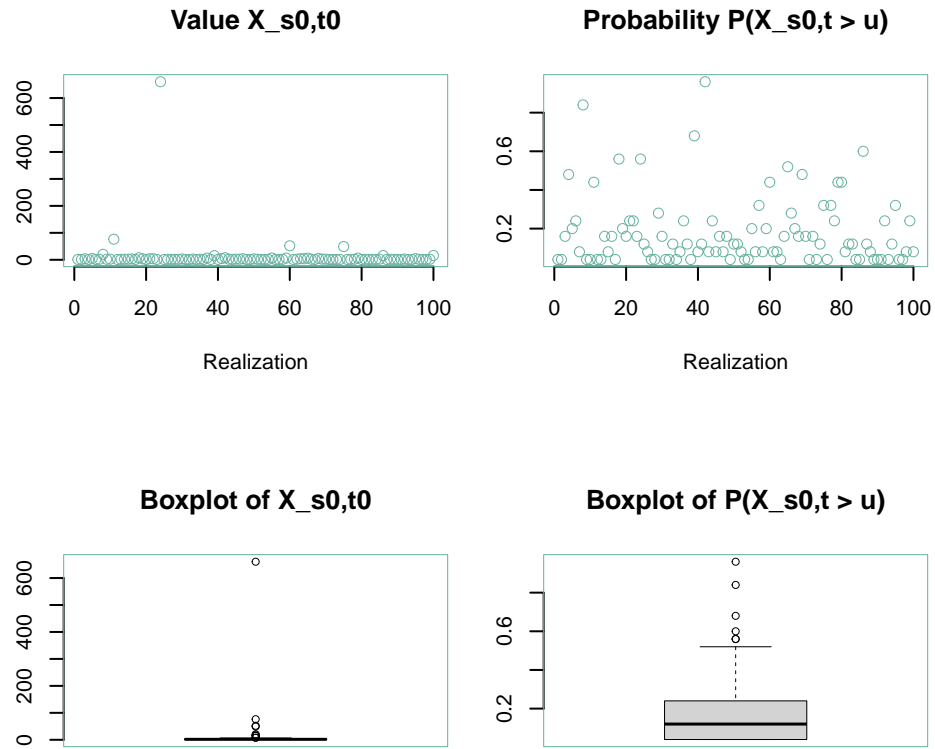 Value X_s0,t0
600
400
200
0
0 20 40 60 80 100
Realization
Probability P(X_s0,t > u)
0.6
0.2
0 20 40 60 80 100
Realization
Boxplot of X_s0,t0
600
400
200
0
Boxplot of P(X_s0,t > u)
0.6
0.2